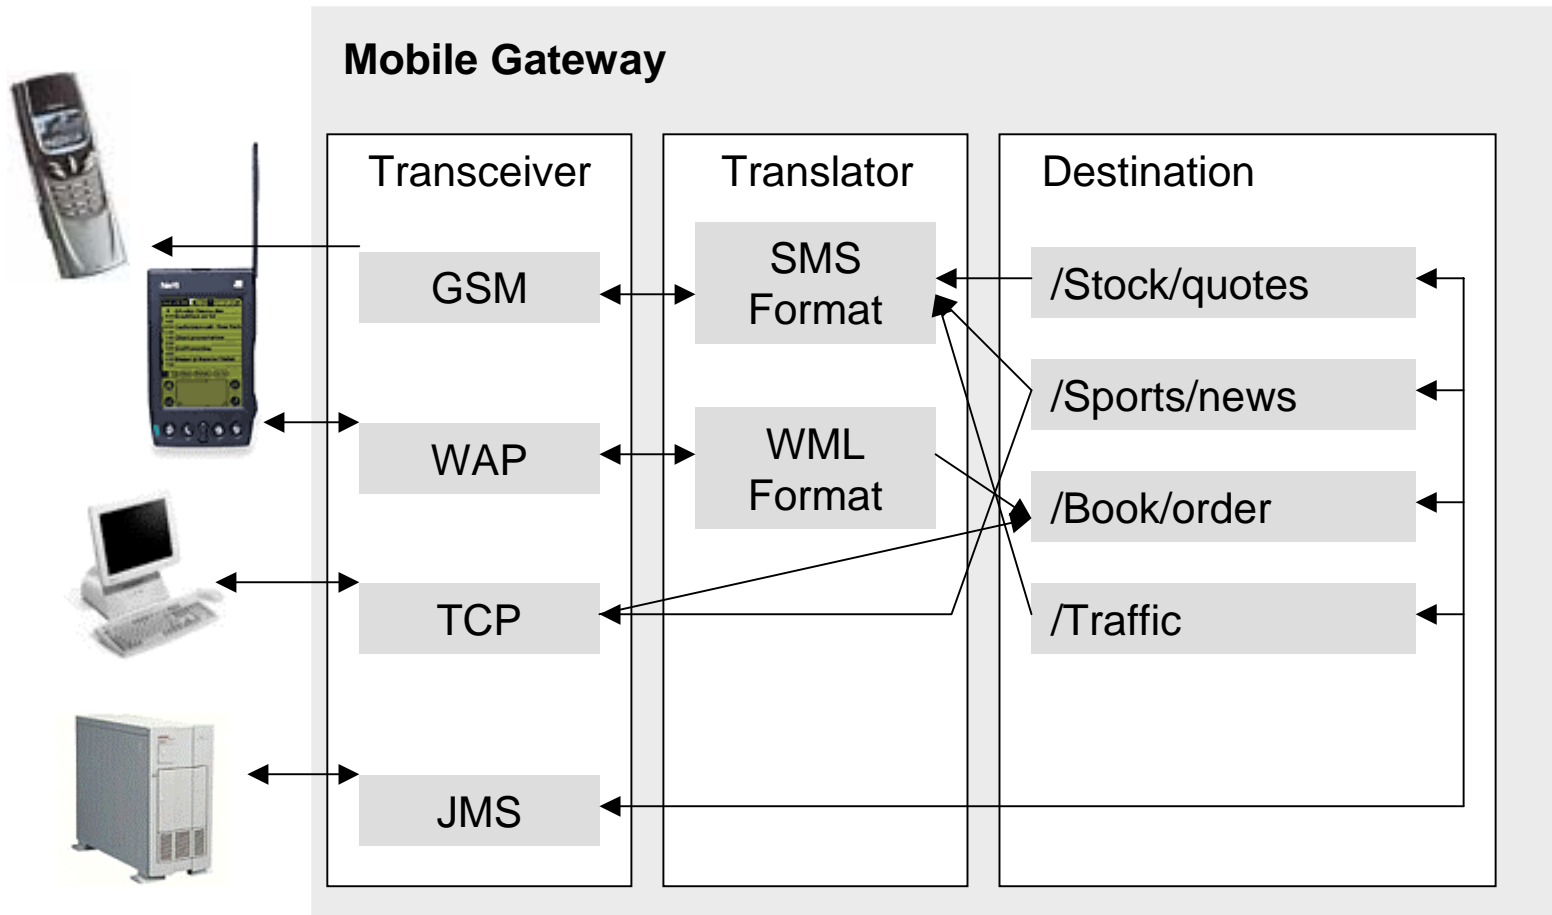 Mobile Gateway
Transceiver
Translator
Destination
GSM
WAP
TCP
JMS
SMS
Format
WML
Format
/Stock/quotes
/Sports/news
/Book/order
/Traffic